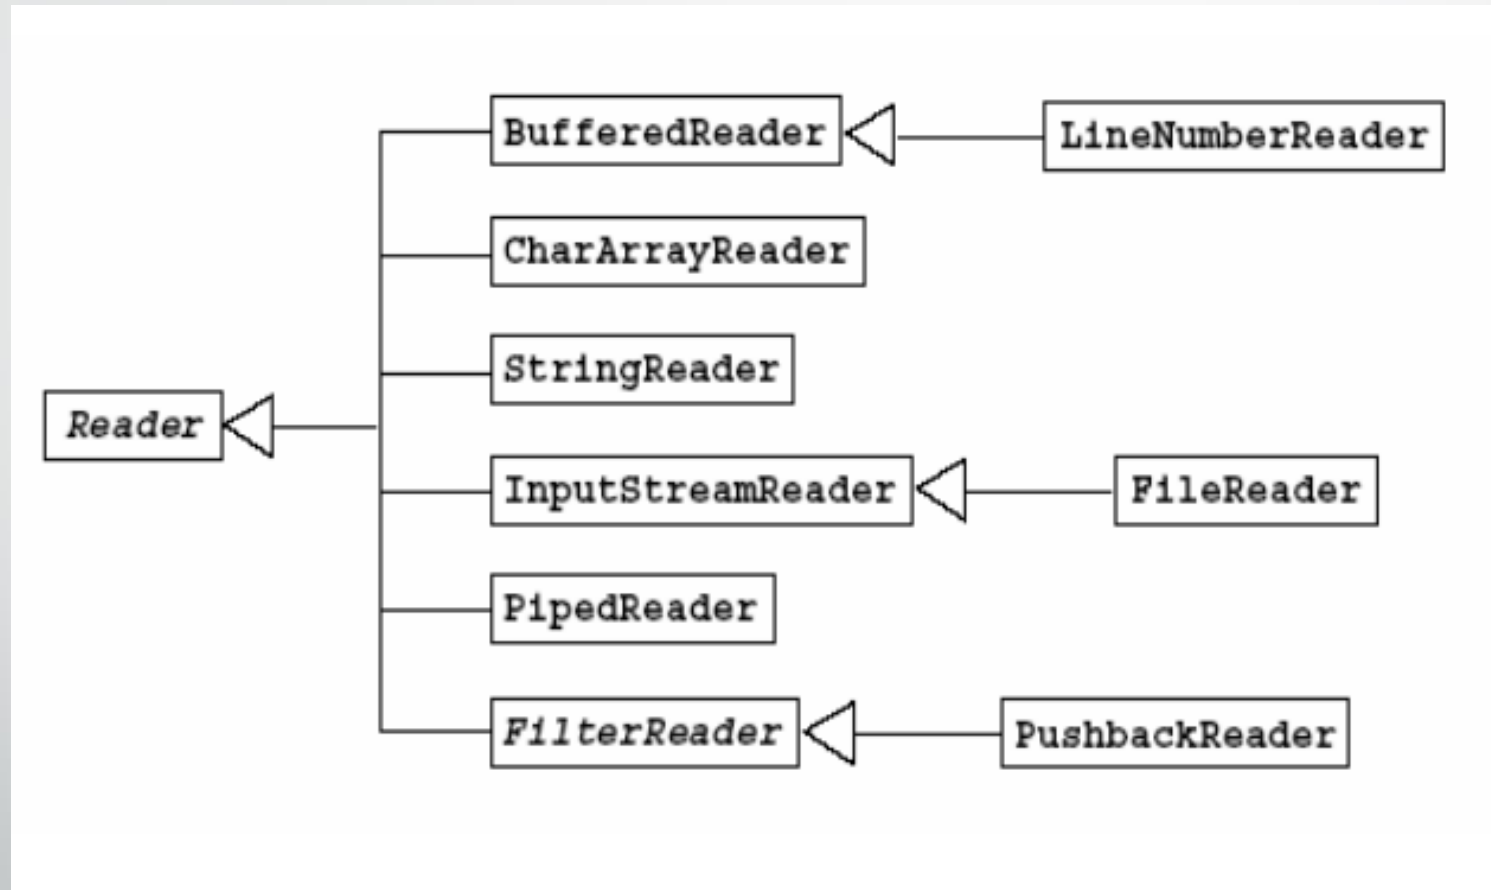 BufferedReader
LineNumberReader
CharArrayReader
StringReader
Reader
InputStreamReader
FileReader
PipedReader
FilterReader
PushbackReader